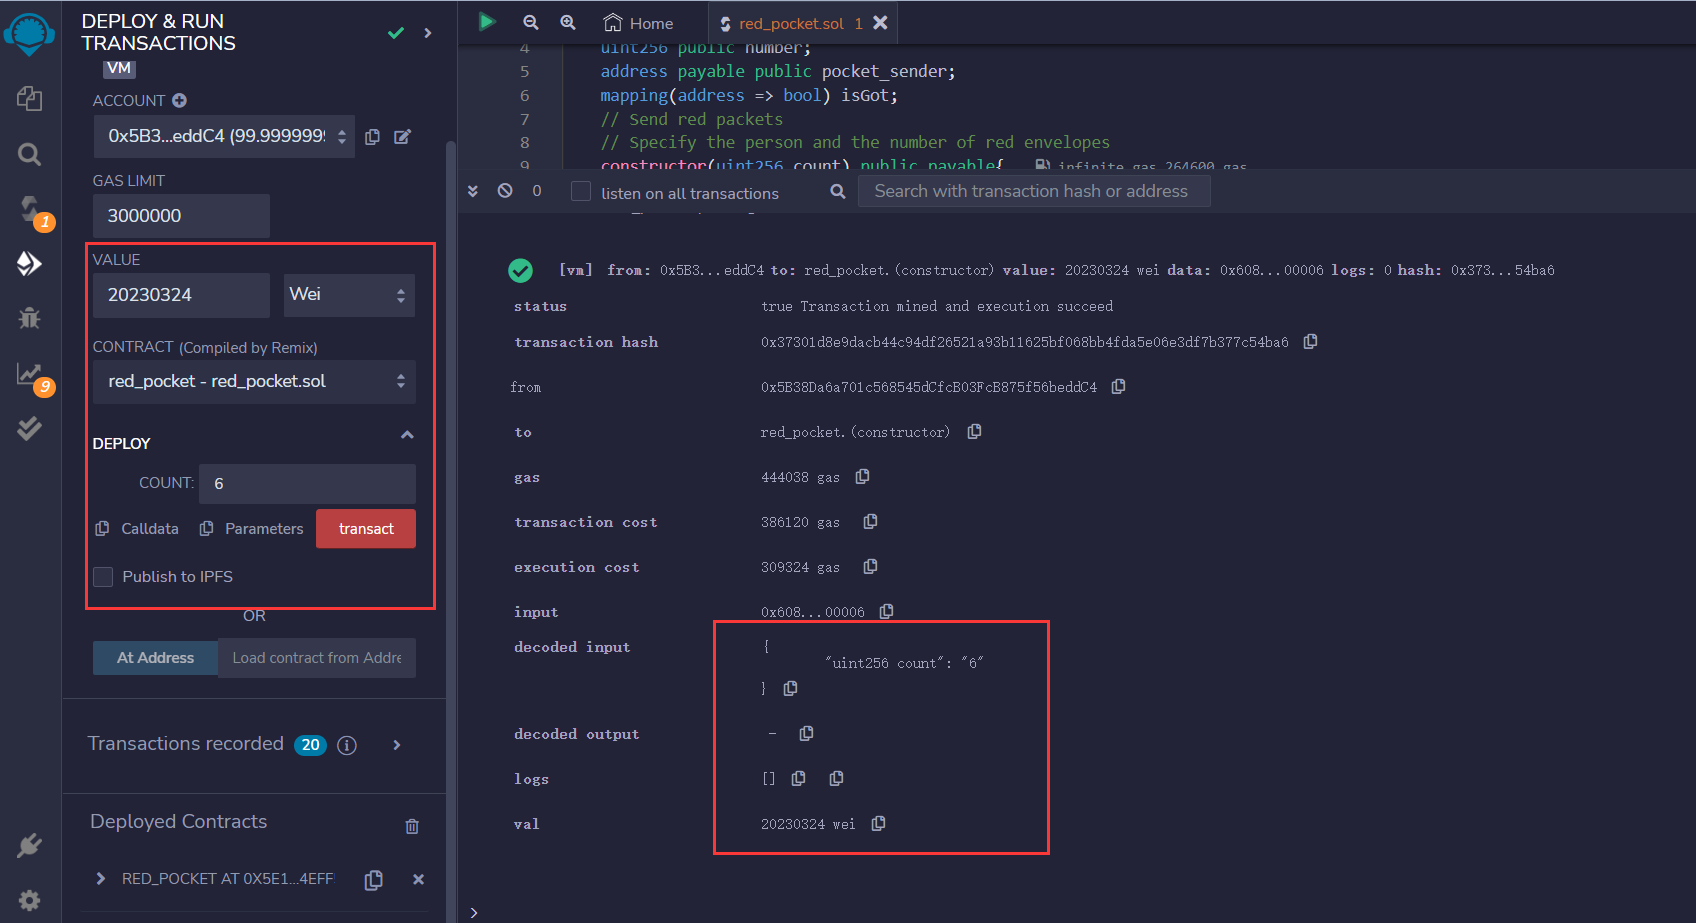 DEPLOY & RUN
TRANSACTIONS
VM
ACCOUNT
0x5B3...eddC4 (99.9999999
GAS LIMIT
3000000
VALUE
20230324 Wei
CONTRACT (Compiled by Remix)
red_pocket - red_pocket.sol
DEPLOY
COUNT: 6
Calldata Parameters transact
Publish to IPFS
OR
At Address Load contract from Addre
Transactions recorded 20 i
Deployed Contracts
RED_POCKET AT 0X5E1...4EFF
1
9
Home red_pocket.sol 1
4 uint256 public number;
5 address payable public pocket_sender;
6 mapping(address => bool) isGot;
7 // Send red packets
8 // Specify the person and the number of red envelopes
9 constructor(uint256 count) public payable{ infinite gas 264600 gas
0 listen on all transactions Search with transaction hash or address
[vm] from: 0x5B3...eddC4 to: red_pocket.(constructor) value: 20230324 wei data: 0x608...00006 logs: 0 hash: 0x373...54ba6
status true Transaction mined and execution succeed
transaction hash 0x37301d8e9dacb44c94df26521a93b11625bf068bb4fda5e06e3df7b377c54ba6
from 0x5B38Da6a701c568545dCfcB03FcB875f56beddC4
to red_pocket.(constructor)
gas 444038 gas
transaction cost 386120 gas
execution cost 309324 gas
input 0x608...00006
decoded input {
"uint256 count": "6"
}
decoded output -
logs []
val 20230324 wei
>